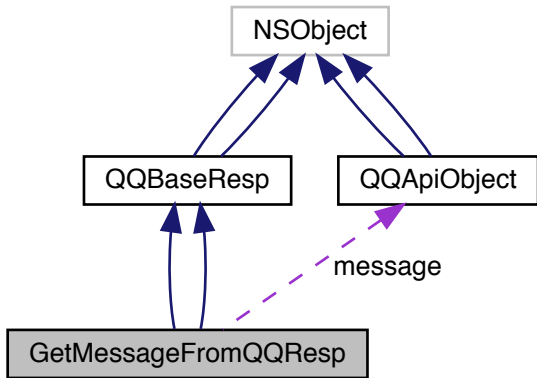 NSObject
QQBaseResp
QQApiObject
message
GetMessageFromQQResp